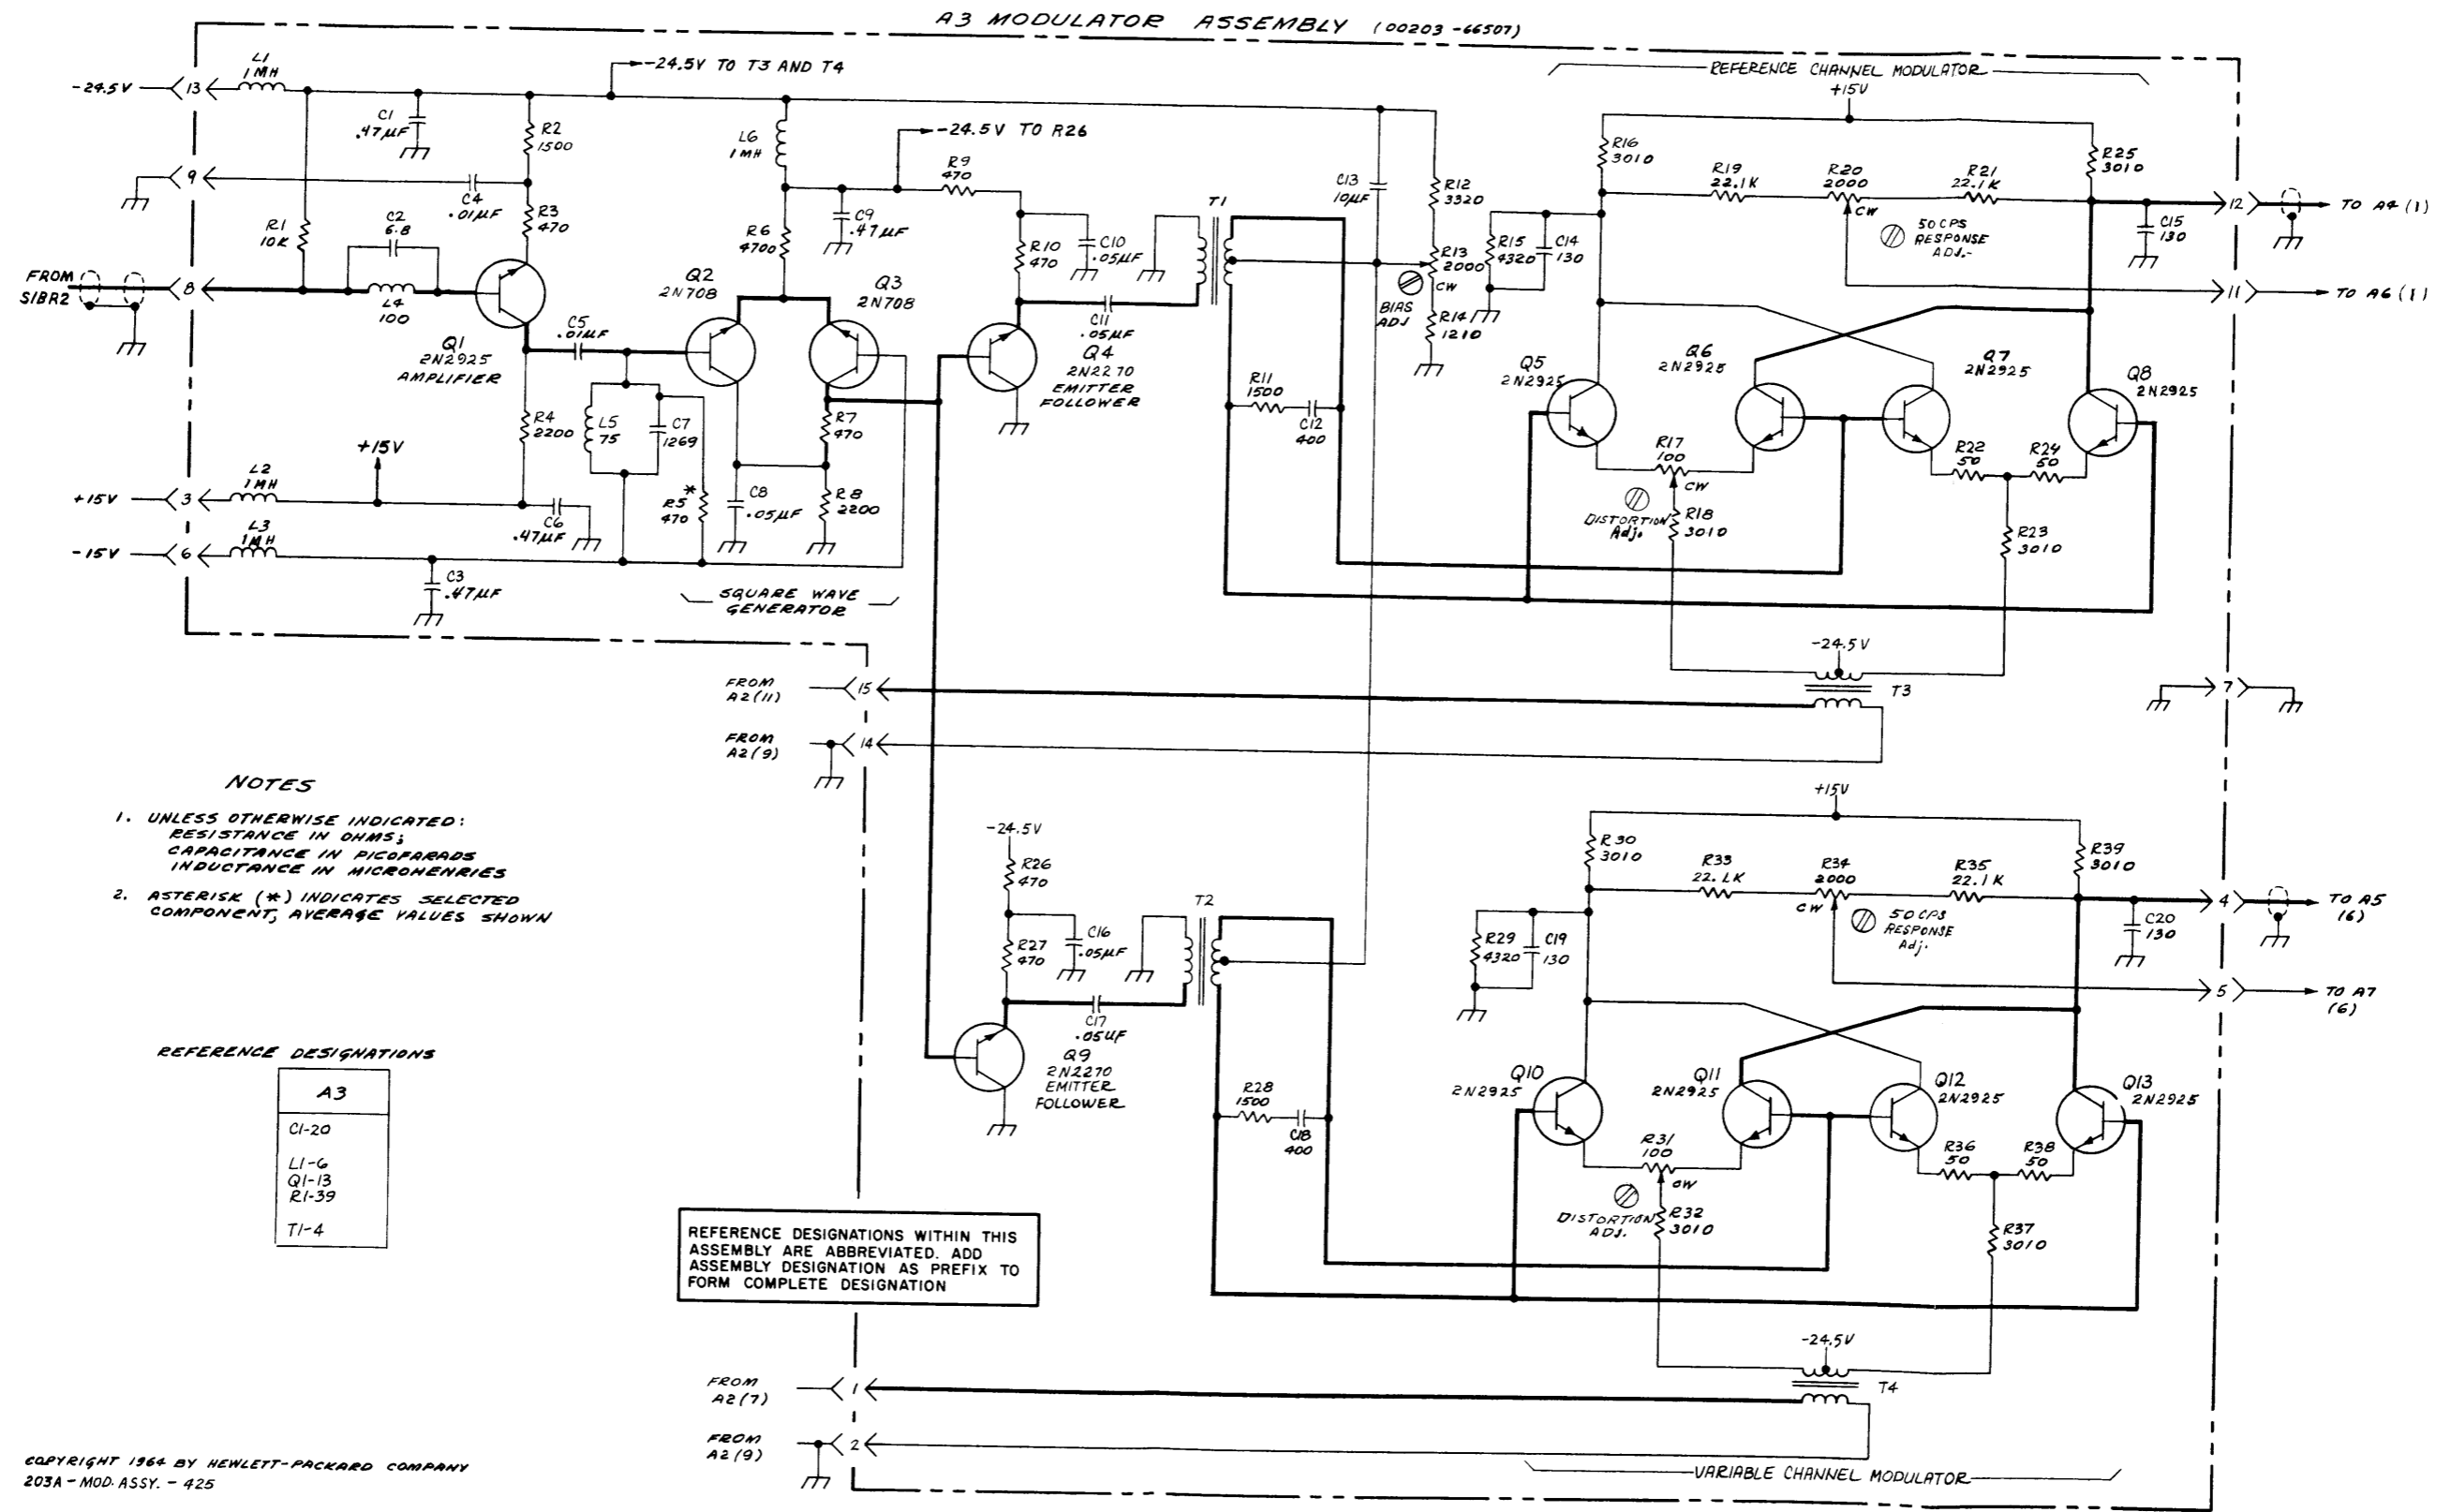 A3 MODULATOR ASSEMBLY (00203-66507)
-24.5V
13
L1
1MH
-24.5V TO T3 AND T4
C1
.47µF
R2
1500
L6
1MH
-24.5V TO R26
R9
470
9
C4
.01µF
R3
470
R1
10K
C2
6.8
L4
100
FROM
S1BR2
8
Q1
2N2925
AMPLIFIER
C5
.01µF
R6
4700
C9
.47µF
Q2
2N708
Q3
2N708
R10
470
C10
.05µF
T1
C11
.05µF
Q4
2N2270
EMITTER
FOLLOWER
C13
10µF
R12
3320
R13
2000
CW
BIAS
ADJ
R14
1210
REFERENCE CHANNEL MODULATOR
+15V
R16
3010
R19
22.1K
R20
2000
CW
R21
22.1K
R25
3010
50CPS
RESPONSE
ADJ.-
12
TO A4 (1)
C15
130
11
TO A6 (1)
R15
4320
C14
130
R11
1500
C12
400
Q5
2N2925
Q6
2N2925
Q7
2N2925
Q8
2N2925
R17
100
CW
DISTORTION
Adj.
R18
3010
R22
50
R24
50
R23
3010
R4
2200
L5
75
C7
1269
R7
470
*
R5
470
C8
.05µF
R8
2200
+15V
+15V
3
L2
1MH
C6
.47µF
-15V
6
L3
1MH
C3
.47µF
SQUARE WAVE
GENERATOR
-24.5V
T3
7
FROM
A2(11)
15
FROM
A2(9)
14
NOTES
1. UNLESS OTHERWISE INDICATED:
RESISTANCE IN OHMS;
CAPACITANCE IN PICOFARADS
INDUCTANCE IN MICROHENRIES
2. ASTERISK (*) INDICATES SELECTED
COMPONENT, AVERAGE VALUES SHOWN
-24.5V
R26
470
R27
470
C16
.05µF
T2
C17
.05µF
Q9
2N2270
EMITTER
FOLLOWER
+15V
R30
3010
R33
22.1K
R34
2000
CW
R35
22.1K
R39
3010
50CPS
RESPONSE
Adj.
4
TO A5
(6)
C20
130
5
TO A7
(6)
R29
4320
C19
130
R28
1500
C18
400
Q10
2N2925
Q11
2N2925
Q12
2N2925
Q13
2N2925
R31
100
CW
DISTORTION
ADJ.
R32
3010
R36
50
R38
50
R37
3010
REFERENCE DESIGNATIONS
A3
C1-20
L1-6
Q1-13
R1-39
T1-4
REFERENCE DESIGNATIONS WITHIN THIS
ASSEMBLY ARE ABBREVIATED. ADD
ASSEMBLY DESIGNATION AS PREFIX TO
FORM COMPLETE DESIGNATION
-24.5V
T4
FROM
A2(7)
1
FROM
A2(9)
2
VARIABLE CHANNEL MODULATOR
COPYRIGHT 1964 BY HEWLETT-PACKARD COMPANY
203A-MOD. ASSY. - 425